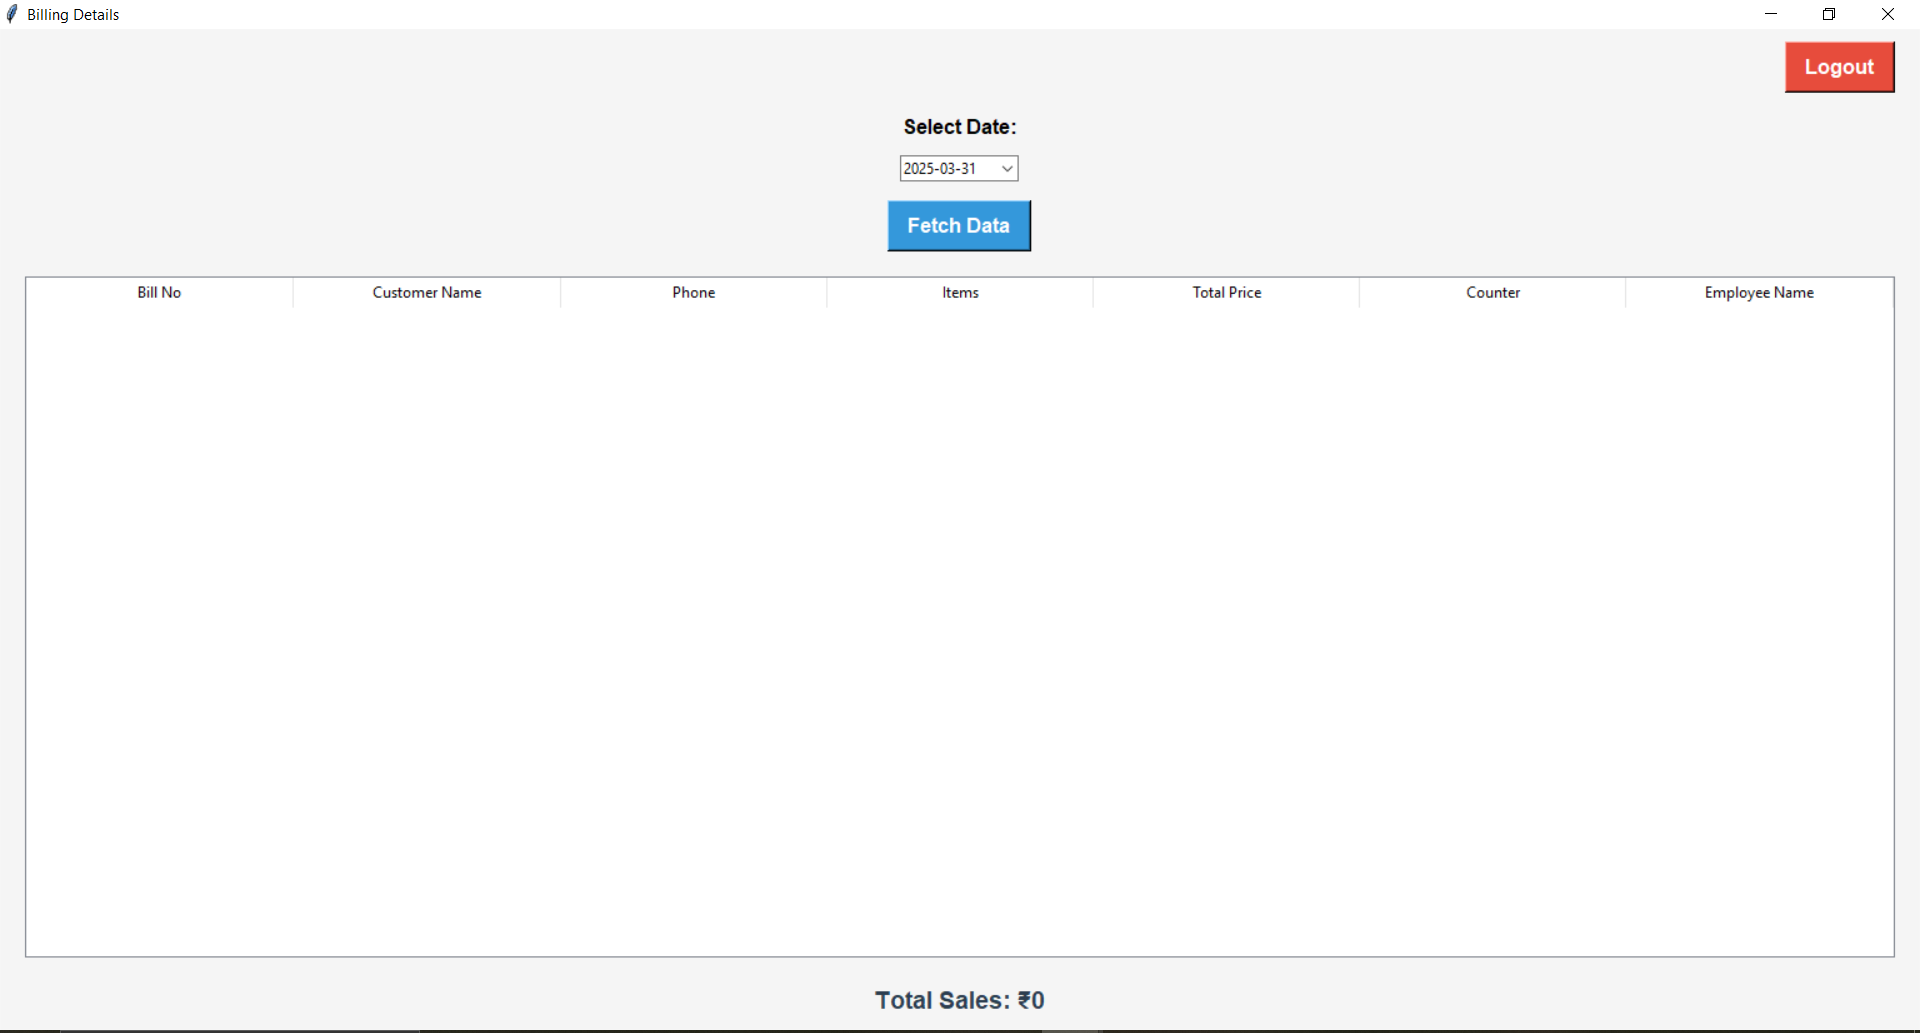 Billing Details
Logout
Select Date:
2025-03-31
Fetch Data
Bill No Customer Name Phone Items Total Price Counter Employee Name
Total Sales: ₹0